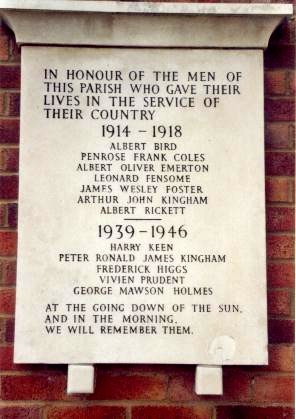 IN HONOUR OF THE MEN OF
THIS PARISH WHO GAVE THEIR
LIVES IN THE SERVICE OF
THEIR COUNTRY
1914 – 1918
ALBERT BIRD
PENROSE FRANK COLES
ALBERT OLIVER EMERTON
LEONARD FENSOME
JAMES WESLEY FOSTER
ARTHUR JOHN KINGHAM
ALBERT RICKETT
1939 – 1946
HARRY KEEN
PETER RONALD JAMES KINGHAM
FREDERICK HIGGS
VIVIEN PRUDENT
GEORGE MAWSON HOLMES
AT THE GOING DOWN OF THE SUN,
AND IN THE MORNING,
WE WILL REMEMBER THEM.